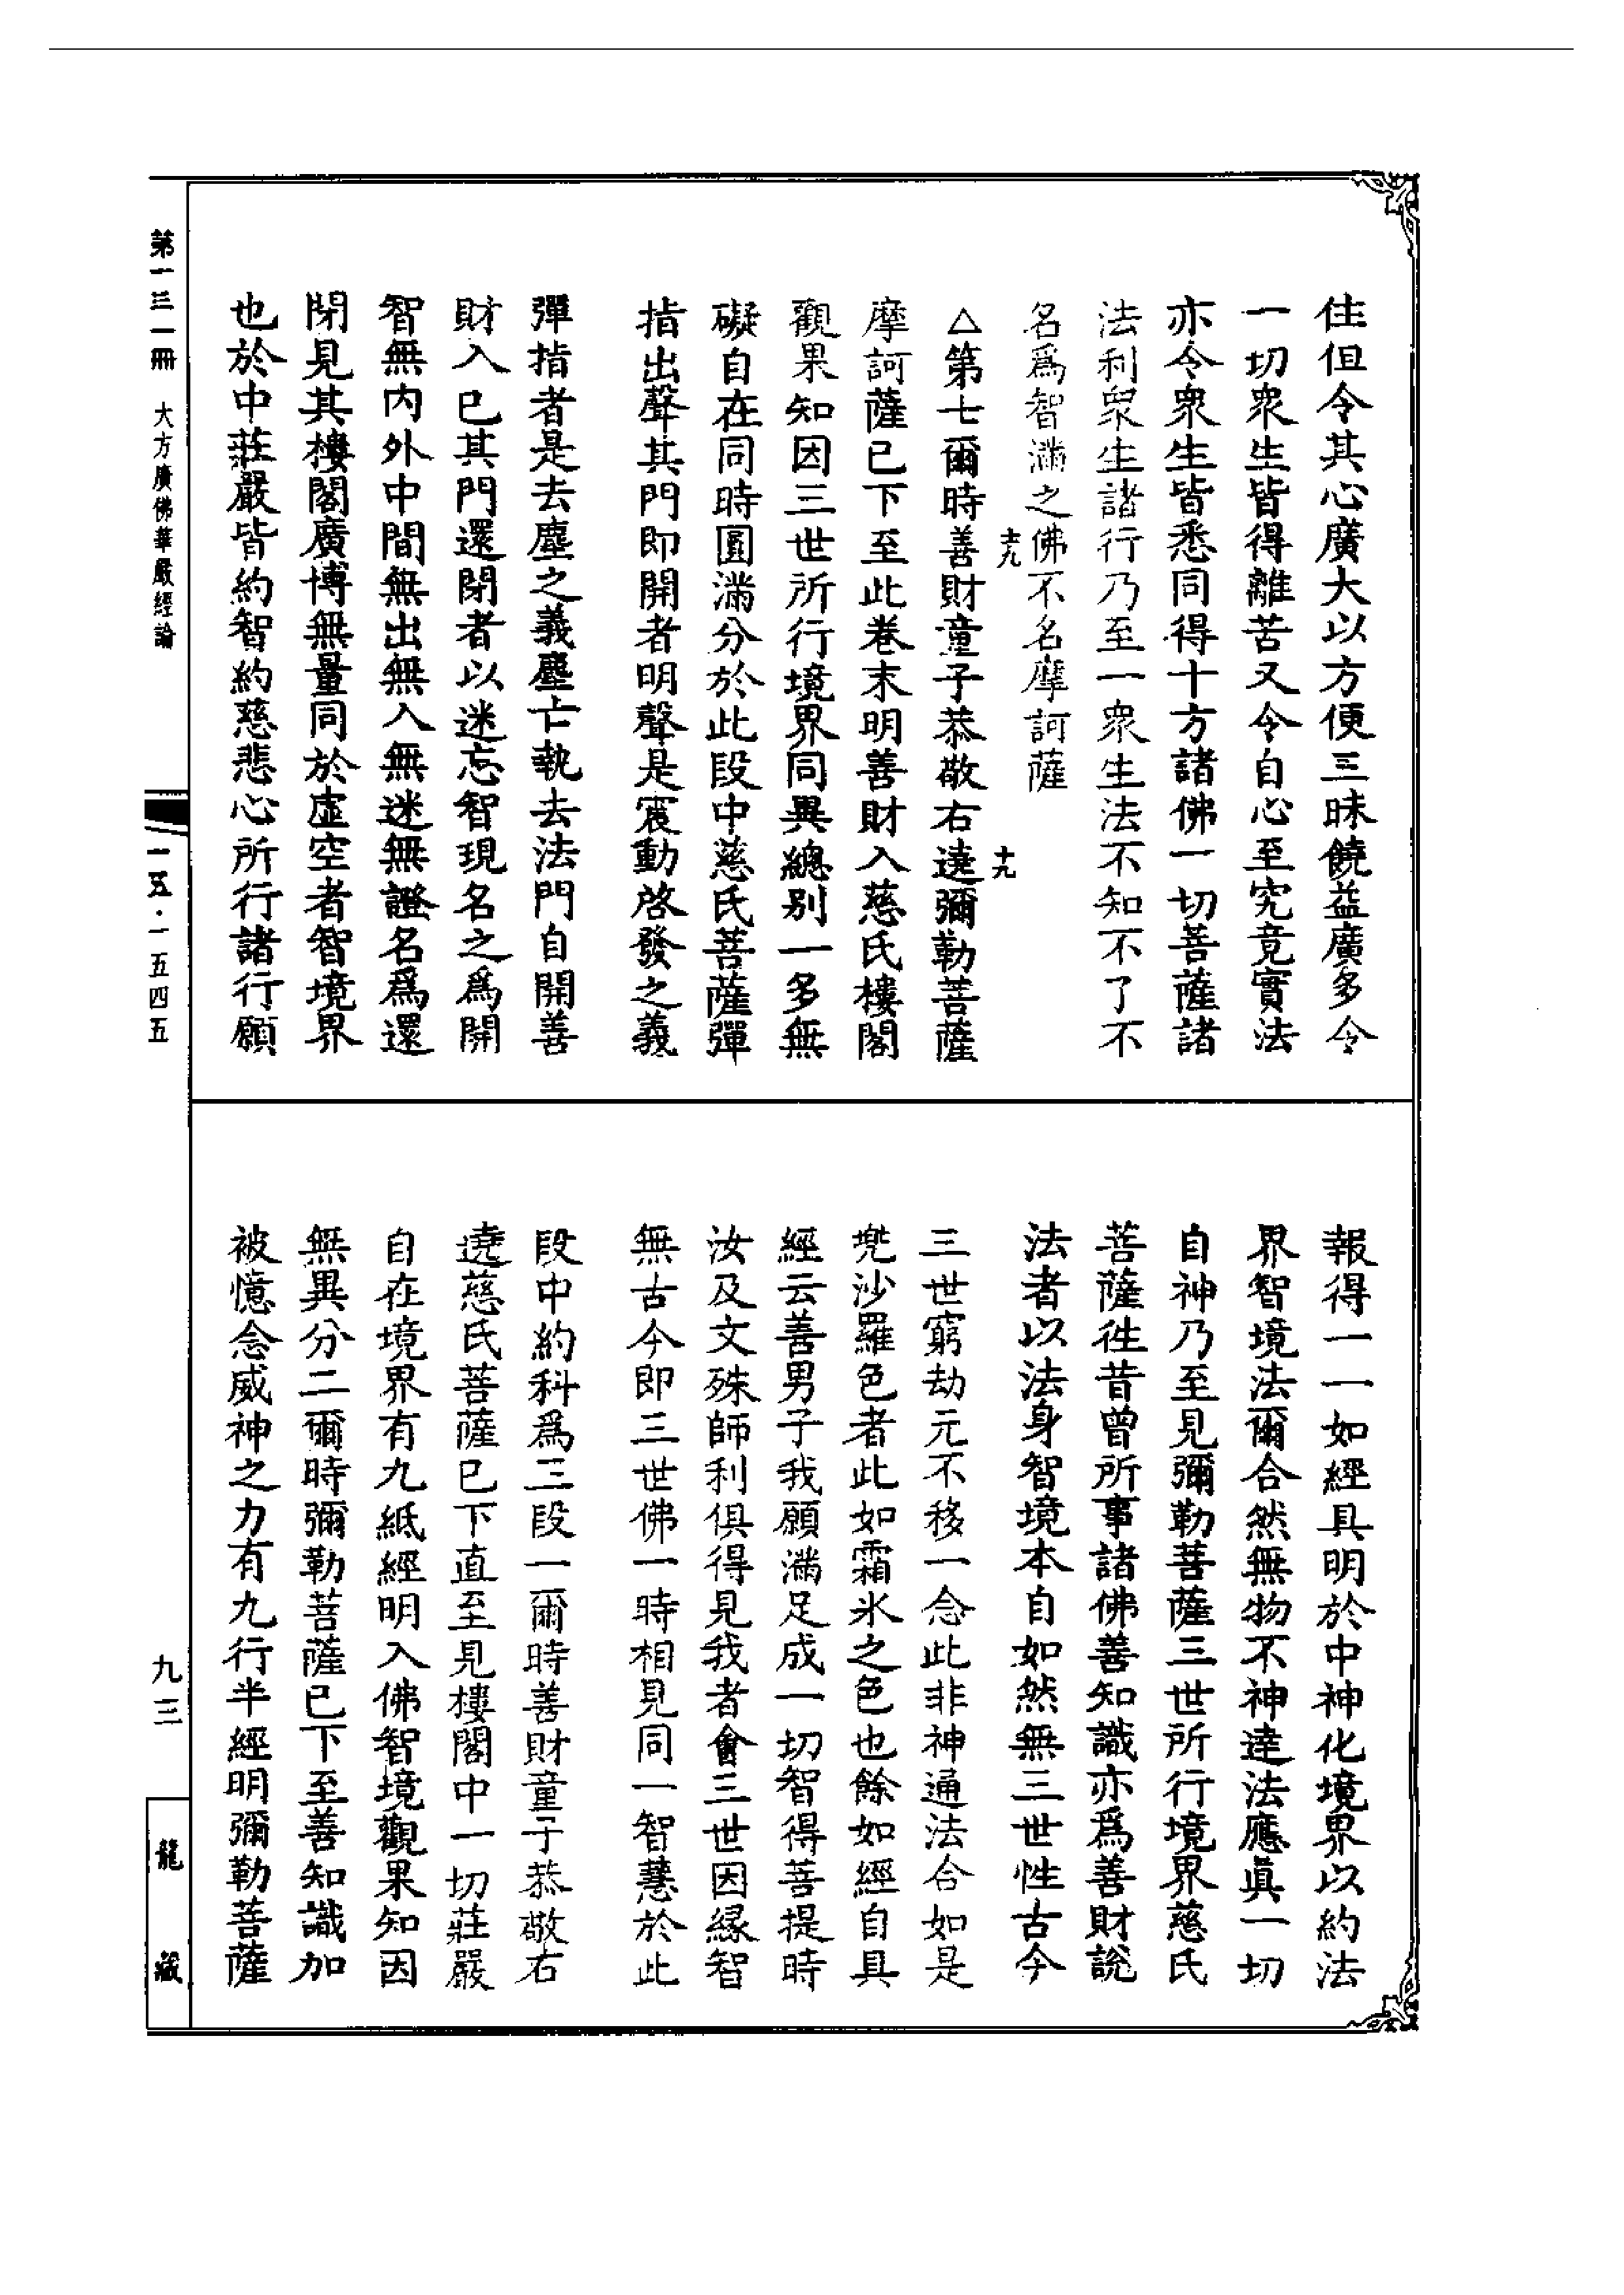 住但令其心廣大以方便三昧饒益廣多令
一切衆生皆得離苦又令自心至究竟實法
亦令衆生皆悉同得十方諸佛一切菩薩諸
法利衆生諸行乃至一衆生法不知不了不
名爲智滿之佛不名摩訶薩
十九
十九
△第七爾時善財童子恭敬右遶彌勒菩薩
摩訶薩已下至此卷末明善財入慈氏樓閣
觀果知因三世所行境界同異總別一多無
礙自在同時圓滿分於此段中慈氏菩薩彈
指出聲其門即開者明聲是震動啓發之義
彈指者是去塵之義塵亡執去法門自開善
財入已其門還閉者以迷忘智現名之爲開
智無內外中間無出無入無迷無證名爲還
閉見其樓閣廣博無量同於虛空者智境界
也於中莊嚴皆約智約慈悲心所行諸行願
報得一一如經具明於中神化境界以約法
界智境法爾合然無物不神達法應眞一切
自神乃至見彌勒菩薩三世所行境界慈氏
菩薩徃昔曾所事諸佛善知識亦爲善財說
法者以法身智境本自如然無三世性古今
三世窮劫元不移一念此非神通法合如是
兠沙羅色者此如霜氷之色也餘如經自具
經云善男子我願滿足成一切智得菩提時
汝及文殊師利俱得見我者會三世因緣智
無古今即三世佛一時相見同一智慧於此
段中約科爲三段一爾時善財童子恭敬右
遶慈氏菩薩已下直至見樓閣中一切莊嚴
自在境界有九紙經明入佛智境觀果知因
無異分二爾時彌勒菩薩已下至善知識加
被憶念威神之力有九行半經明彌勒菩薩
第一三一冊 大方廣佛華嚴經論
一五·一五四五
九三
龍藏